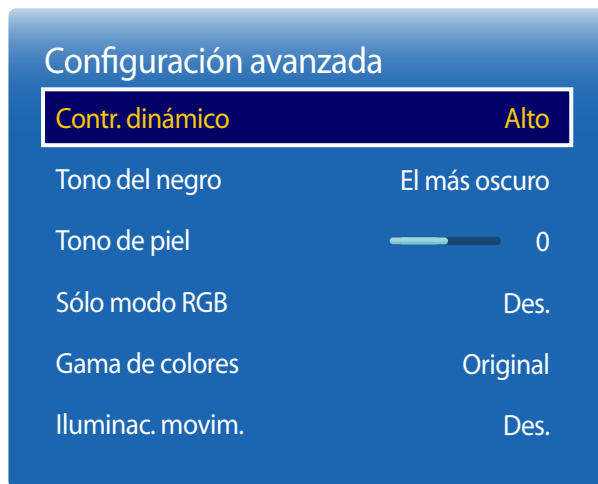 Configuración avanzada
Contr. dinámico Alto
Tono del negro El más oscuro
Tono de piel 0
Sólo modo RGB Des.
Gama de colores Original
Iluminac. movim. Des.